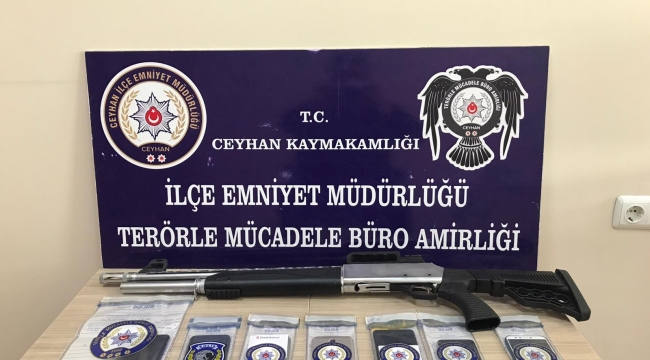 CEYHAN İLÇE EMNİYET MÜDÜRLÜĞÜ
CEYHAN
TERÖRLE MÜCADELE BÜRO AMİRLİĞİ
CEYHAN
T.C.
CEYHAN KAYMAKAMLIĞI
İLÇE EMNİYET MÜDÜRLÜĞÜ
TERÖRLE MÜCADELE BÜRO AMİRLİĞİ